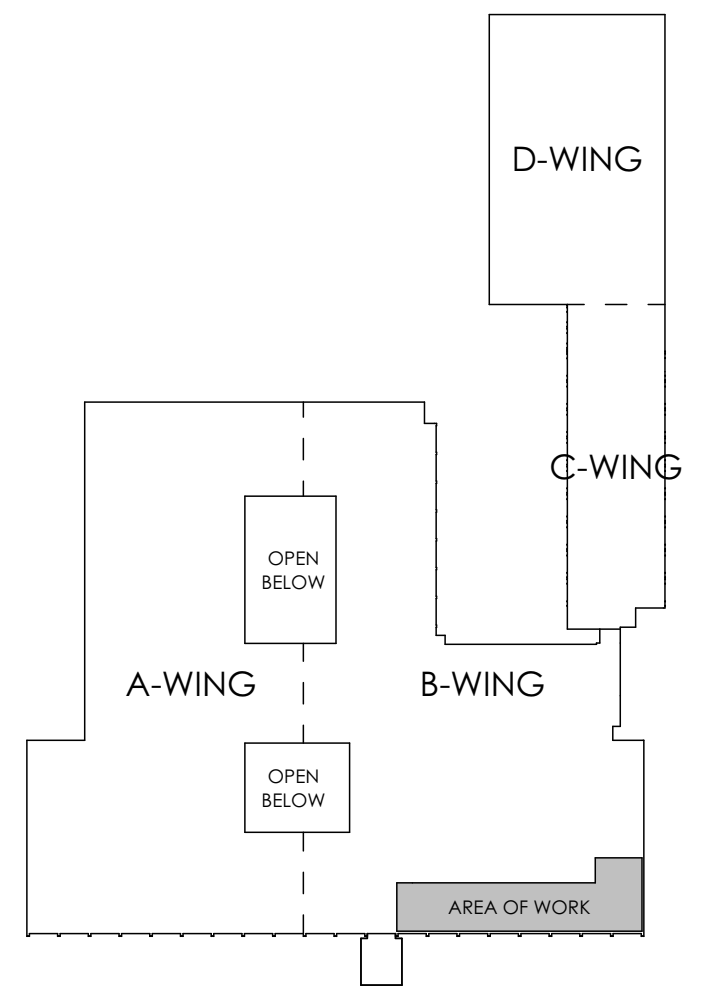 D-WING
C-WING
OPEN
BELOW
A-WING
B-WING
OPEN
BELOW
AREA OF WORK